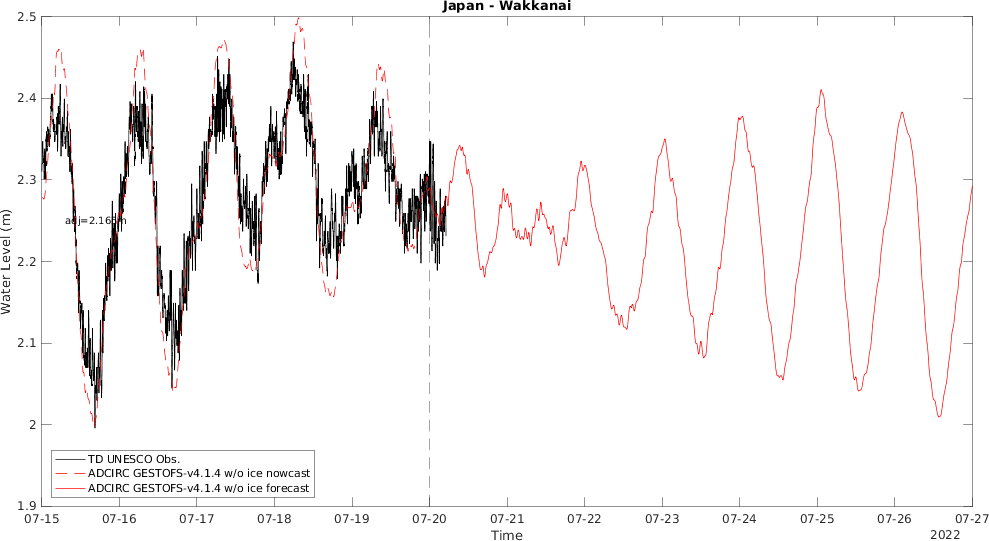 Japan - Wakkanai
2.5
2.4
2.3
2.2
2.1
2
1.9
Water Level (m)
adj=2.165m
TD UNESCO Obs.
ADCIRC GESTOFS-v4.1.4 w/o ice nowcast
ADCIRC GESTOFS-v4.1.4 w/o ice forecast
07-15 07-16 07-17 07-18 07-19 07-20 07-21 07-22 07-23 07-24 07-25 07-26 07-27
Time
2022